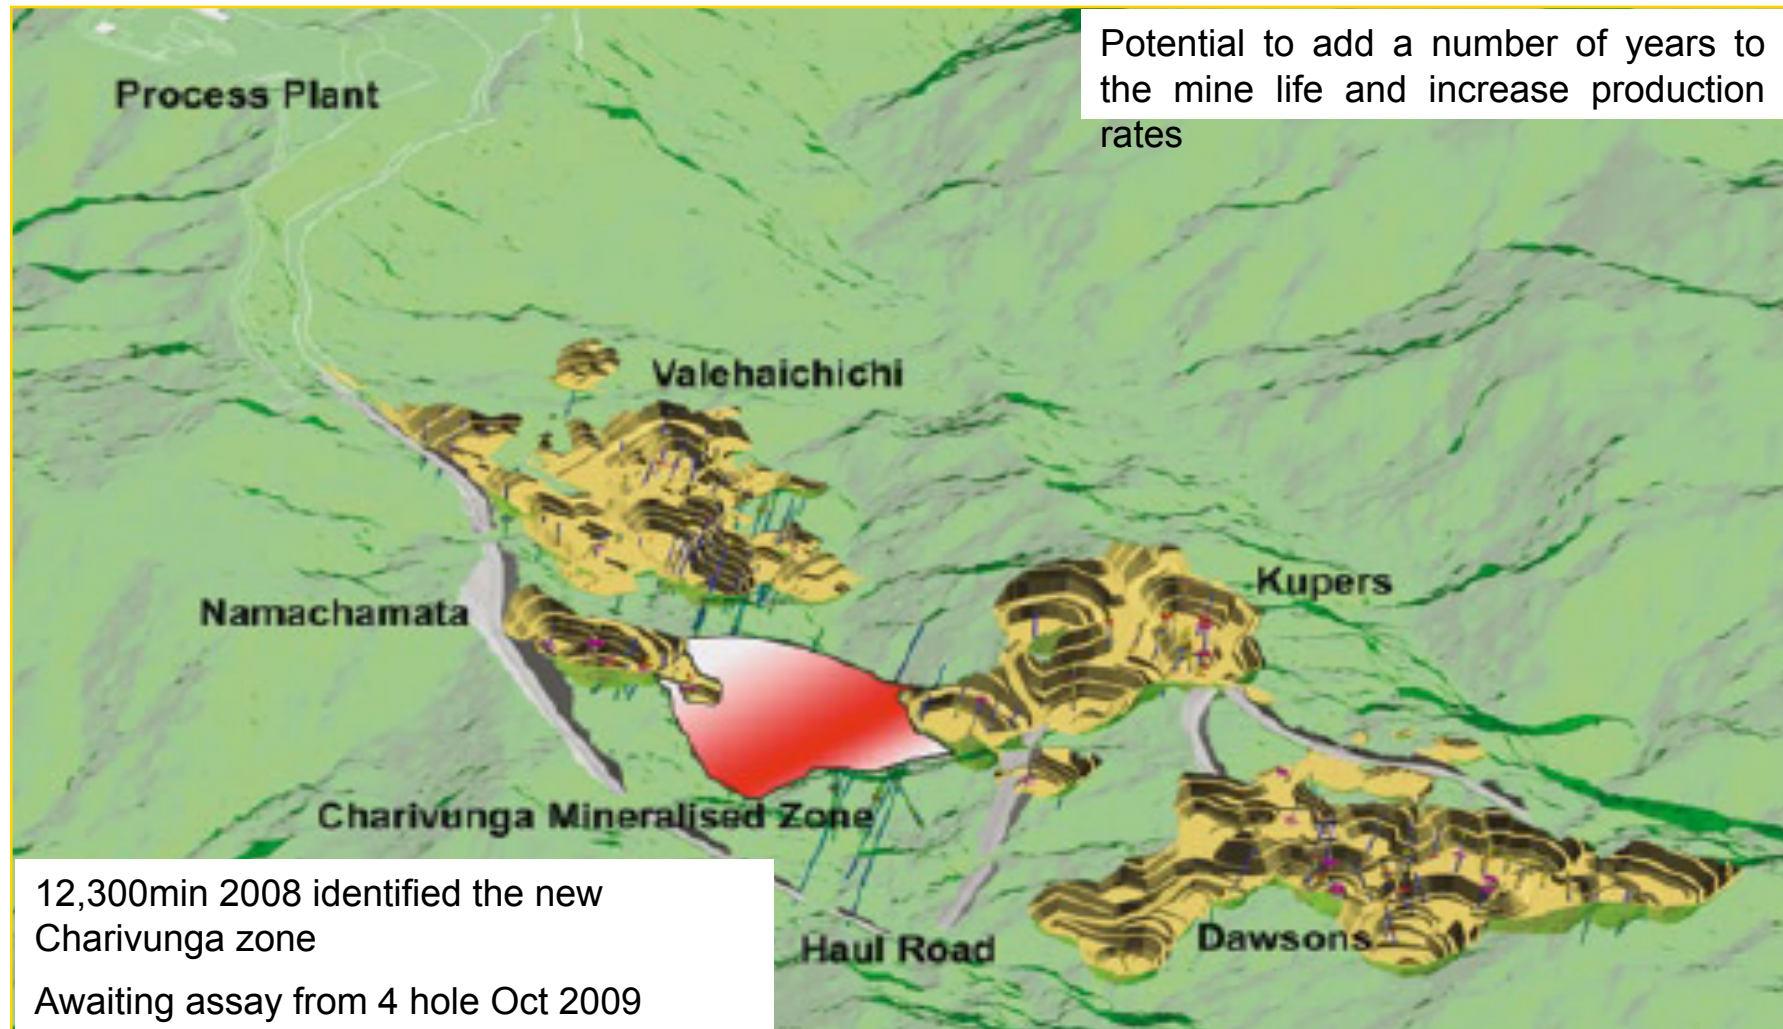 Potential to add a number of years to
the mine life and increase production
rates
Process Plant
Valehaichichi
Kupers
Namachamata
Charivunga Mineralised Zone
Dawsons
Haul Road
12,300min 2008 identified the new
Charivunga zone
Awaiting assay from 4 hole Oct 2009